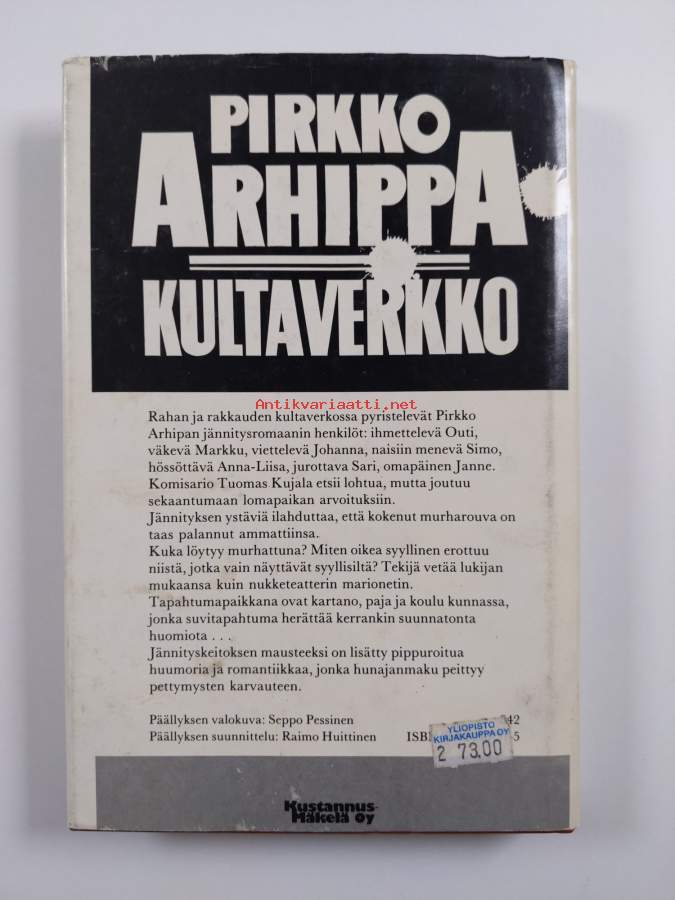 PIRKKO
ARHIPPA
KULTAVERKKO
Antikvariaatti.net
Rahan ja rakkauden kultaverkossa pyristelevät Pirkko
Arhipan jännitysromaanin henkilöt: ihmettelevä Outi,
väkevä Markku, viettelevä Johanna, naisiin menevä Simo,
hössöttävä Anna-Liisa, jurottava Sari, omapäinen Janne.
Komisario Tuomas Kujala etsii lohtua, mutta joutuu
sekaantumaan lomapaikan arvoituksiin.
Jännityksen ystäviä ilahduttaa, että kokenut murharouva on
taas palannut ammattiinsa.
Kuka löytyy murhattuna? Miten oikea syyllinen erottuu
niistä, jotka vain näyttävät syyllisiltä? Tekijä vetää lukijan
mukaansa kuin nukketeatterin marionetin.
Tapahtumapaikkana ovat kartano, paja ja koulu kunnassa,
jonka suvitapahtuma herättää kerrankin suunnatonta
huomiota . . .
Jännityskeitoksen mausteeksi on lisätty pippuroitua
huumoria ja romantiikkaa, jonka hunajanmaku peittyy
pettymysten karvauteen.
Päällyksen valokuva: Seppo Pessinen 42
Päällyksen suunnittelu: Raimo Huittinen ISB -5
YLIOPISTO
KIRJAKAUPPA OY
2 73.00
Kustannus-
Mäkelä Oy